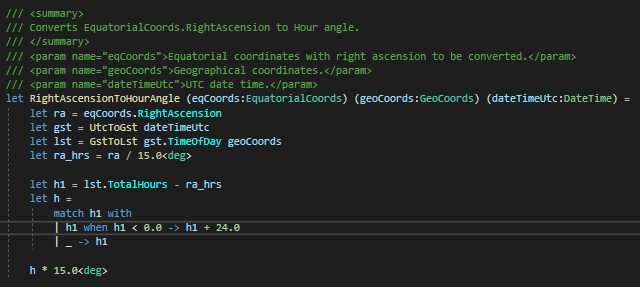 /// <summary>
/// Converts EquatorialCoords.RightAscension to Hour angle.
/// </summary>
/// <param name="eqCoords">Equatorial coordinates with right ascension to be converted.</param>
/// <param name="geoCoords">Geographical coordinates.</param>
/// <param name="dateTimeUtc">UTC date time.</param>
let RightAscensionToHourAngle (eqCoords:EquatorialCoords) (geoCoords:GeoCoords) (dateTimeUtc:DateTime) =
    let ra = eqCoords.RightAscension
    let gst = UtcToGst dateTimeUtc
    let lst = GstToLst gst.TimeOfDay geoCoords
    let ra_hrs = ra / 15.0<deg>

    let h1 = lst.TotalHours - ra_hrs
    let h =
        match h1 with
        | h1 when h1 < 0.0 -> h1 + 24.0
        | _ -> h1

    h * 15.0<deg>